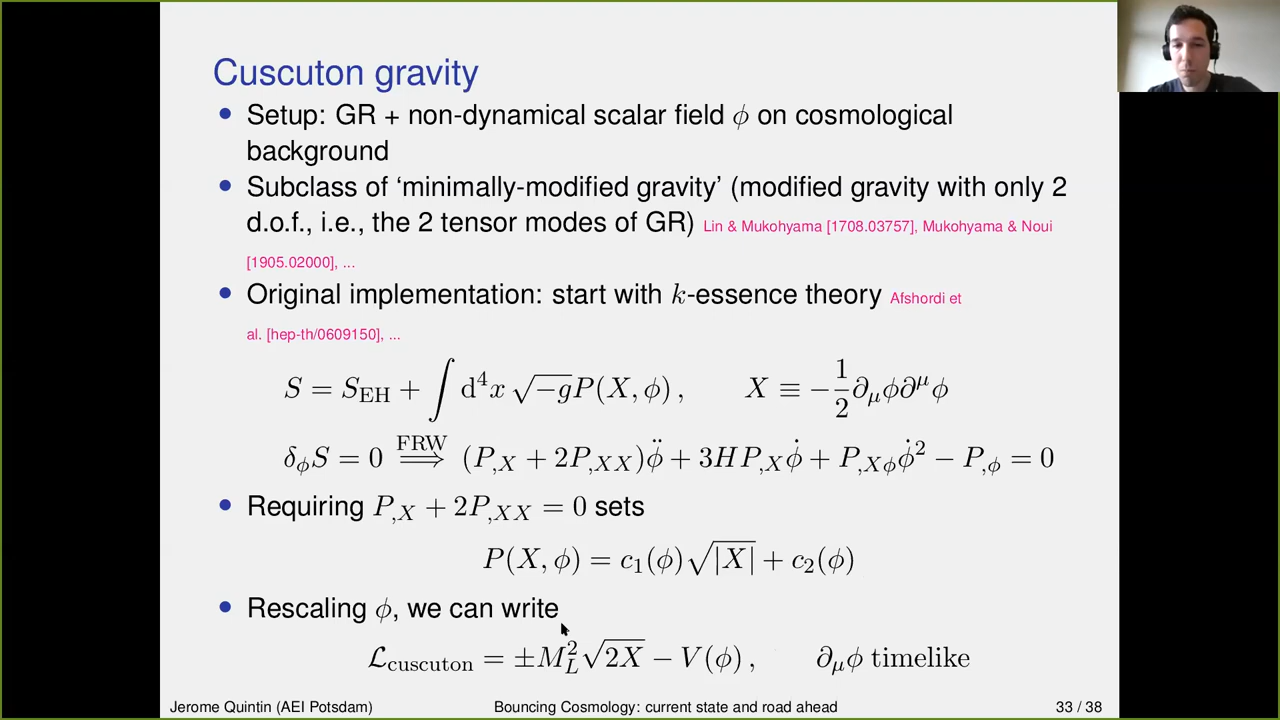 Cuscuton gravity
• Setup: GR + non-dynamical scalar field ϕ on cosmological
background
• Subclass of ‘minimally-modified gravity’ (modified gravity with only 2
d.o.f., i.e., the 2 tensor modes of GR) Lin & Mukohyama [1708.03757], Mukohyama & Noui
[1905.02000], ...
• Original implementation: start with k-essence theory Afshordi et
al. [hep-th/0609150], ...
S = S_EH + ∫ d⁴x √−g P(X, ϕ) ,   X ≡ −1/2 ∂_μϕ∂^μϕ
δ_ϕS = 0 ⟹ (FRW) (P_{,X} + 2P_{,XX})ϕ̈ + 3HP_{,X}ϕ̇ + P_{,Xϕ}ϕ̇² − P_{,ϕ} = 0
• Requiring P_{,X} + 2P_{,XX} = 0 sets
P(X, ϕ) = c₁(ϕ)√|X| + c₂(ϕ)
• Rescaling ϕ, we can write
ℒ_cuscuton = ±M_L²√2X − V(ϕ) ,   ∂_μϕ timelike
Jerome Quintin (AEI Potsdam)   Bouncing Cosmology: current state and road ahead   33 / 38